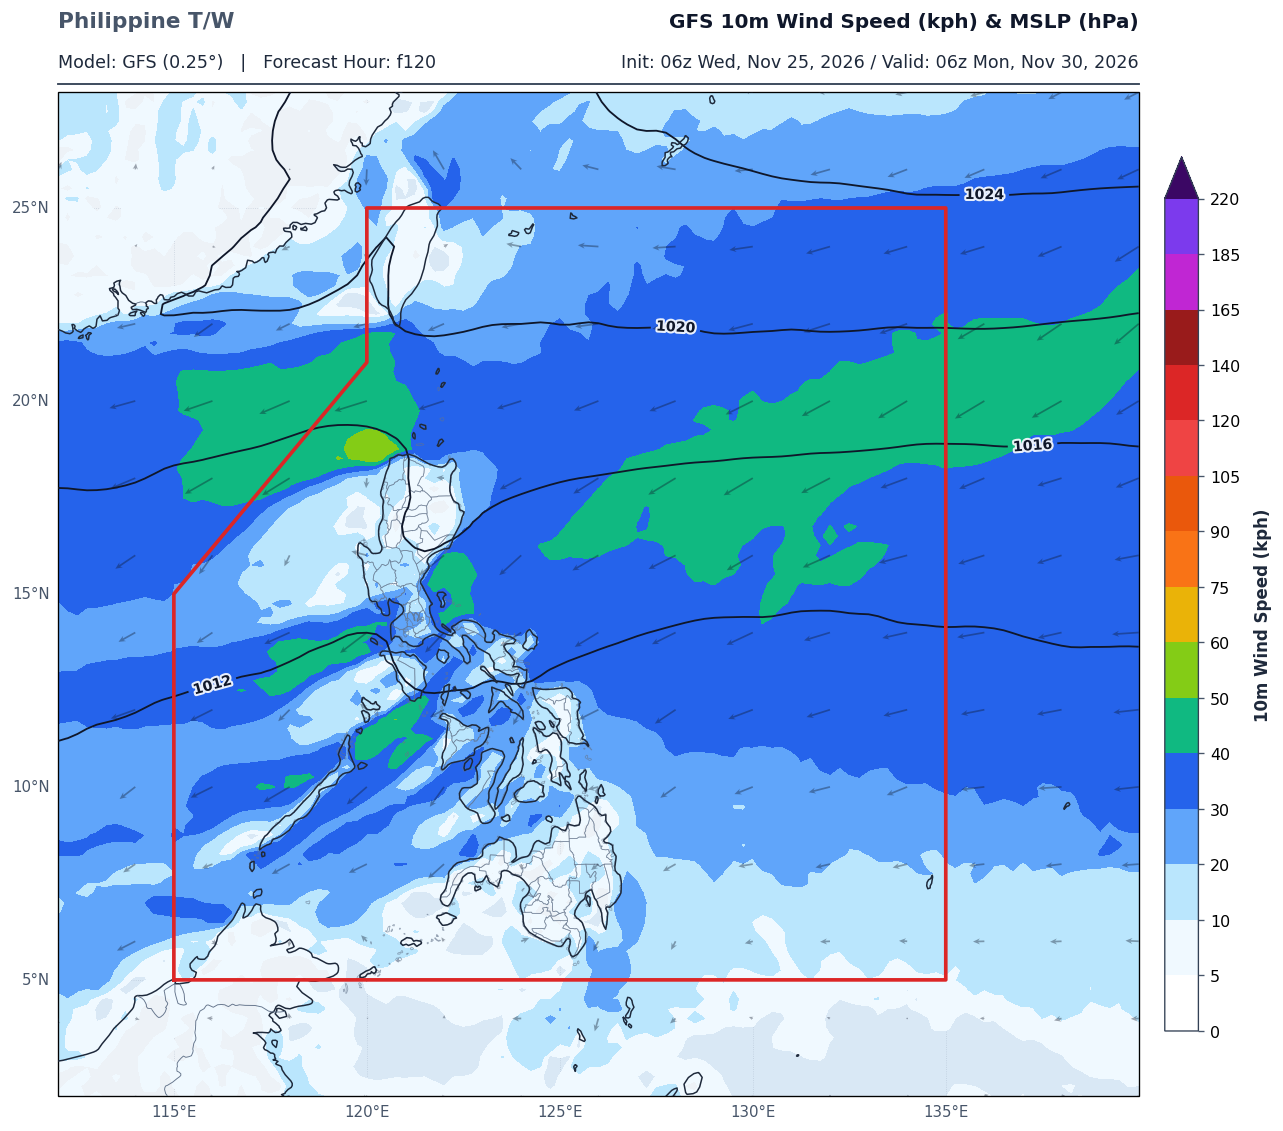 Philippine T/W
GFS 10m Wind Speed (kph) & MSLP (hPa)
Model: GFS (0.25°)   |   Forecast Hour: f120
Init: 06z Wed, Nov 25, 2026 / Valid: 06z Mon, Nov 30, 2026
1024
1020
1016
1012
25°N
20°N
15°N
10°N
5°N
115°E
120°E
125°E
130°E
135°E
220
185
165
140
120
105
90
75
60
50
40
30
20
10
5
0
10m Wind Speed (kph)